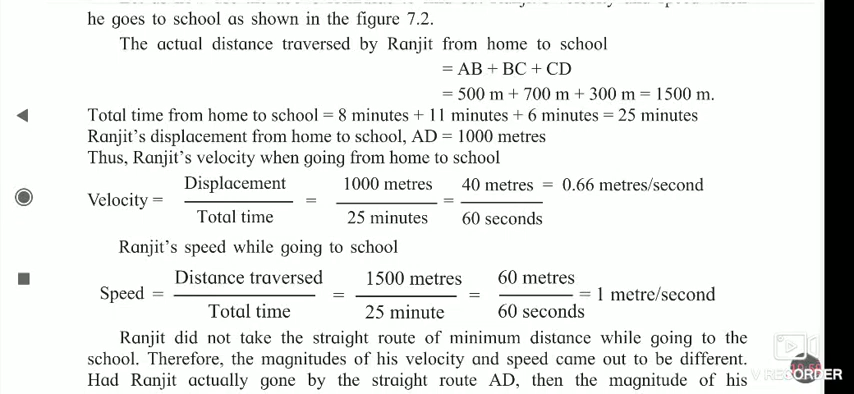 he goes to school as shown in the figure 7.2.
The actual distance traversed by Ranjit from home to school
= AB + BC + CD
= 500 m + 700 m + 300 m = 1500 m.
Total time from home to school = 8 minutes + 11 minutes + 6 minutes = 25 minutes
Ranjit's displacement from home to school, AD = 1000 metres
Thus, Ranjit's velocity when going from home to school
Velocity = Displacement / Total time = 1000 metres / 25 minutes = 40 metres / 60 seconds = 0.66 metres/second
Ranjit's speed while going to school
Speed = Distance traversed / Total time = 1500 metres / 25 minute = 60 metres / 60 seconds = 1 metre/second
Ranjit did not take the straight route of minimum distance while going to the
school. Therefore, the magnitudes of his velocity and speed came out to be different.
Had Ranjit actually gone by the straight route AD, then the magnitude of his
V RECORDER